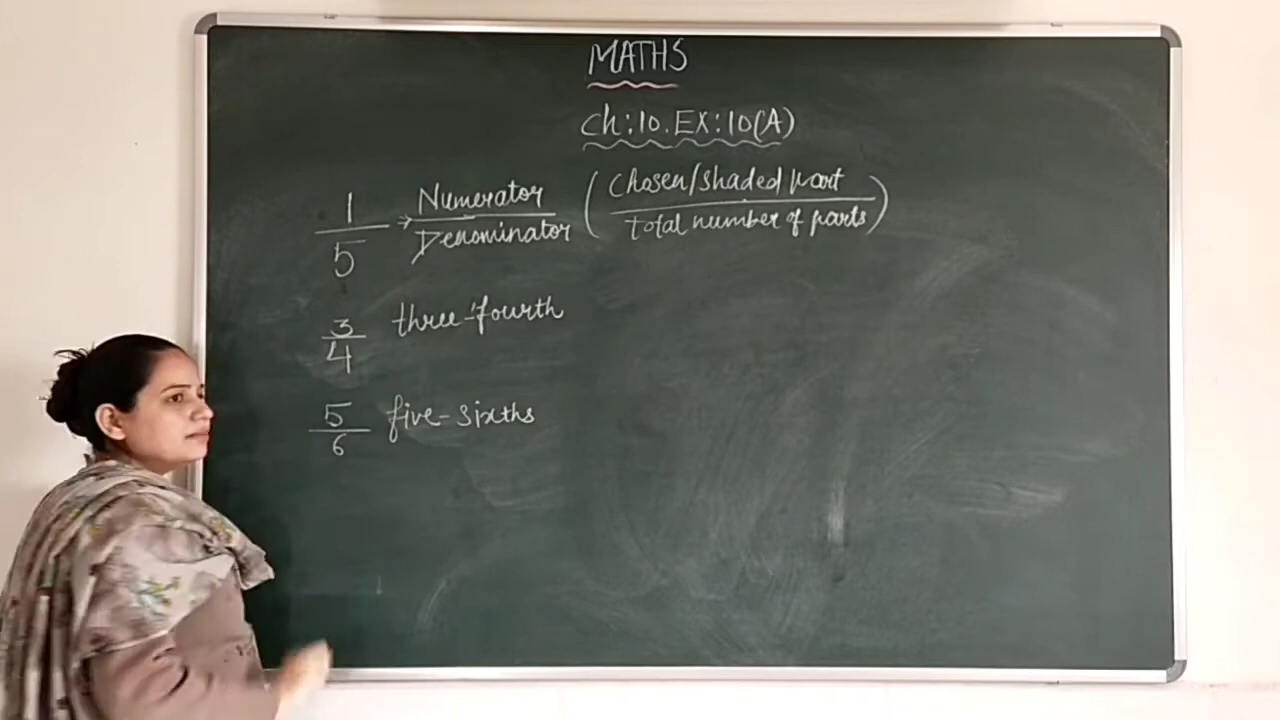 MATHS
Ch:10.EX:10(A)
1/5 → Numerator/Denominator (Chosen/shaded part/Total number of parts)
3/4 three-fourth
5/6 five-sixths